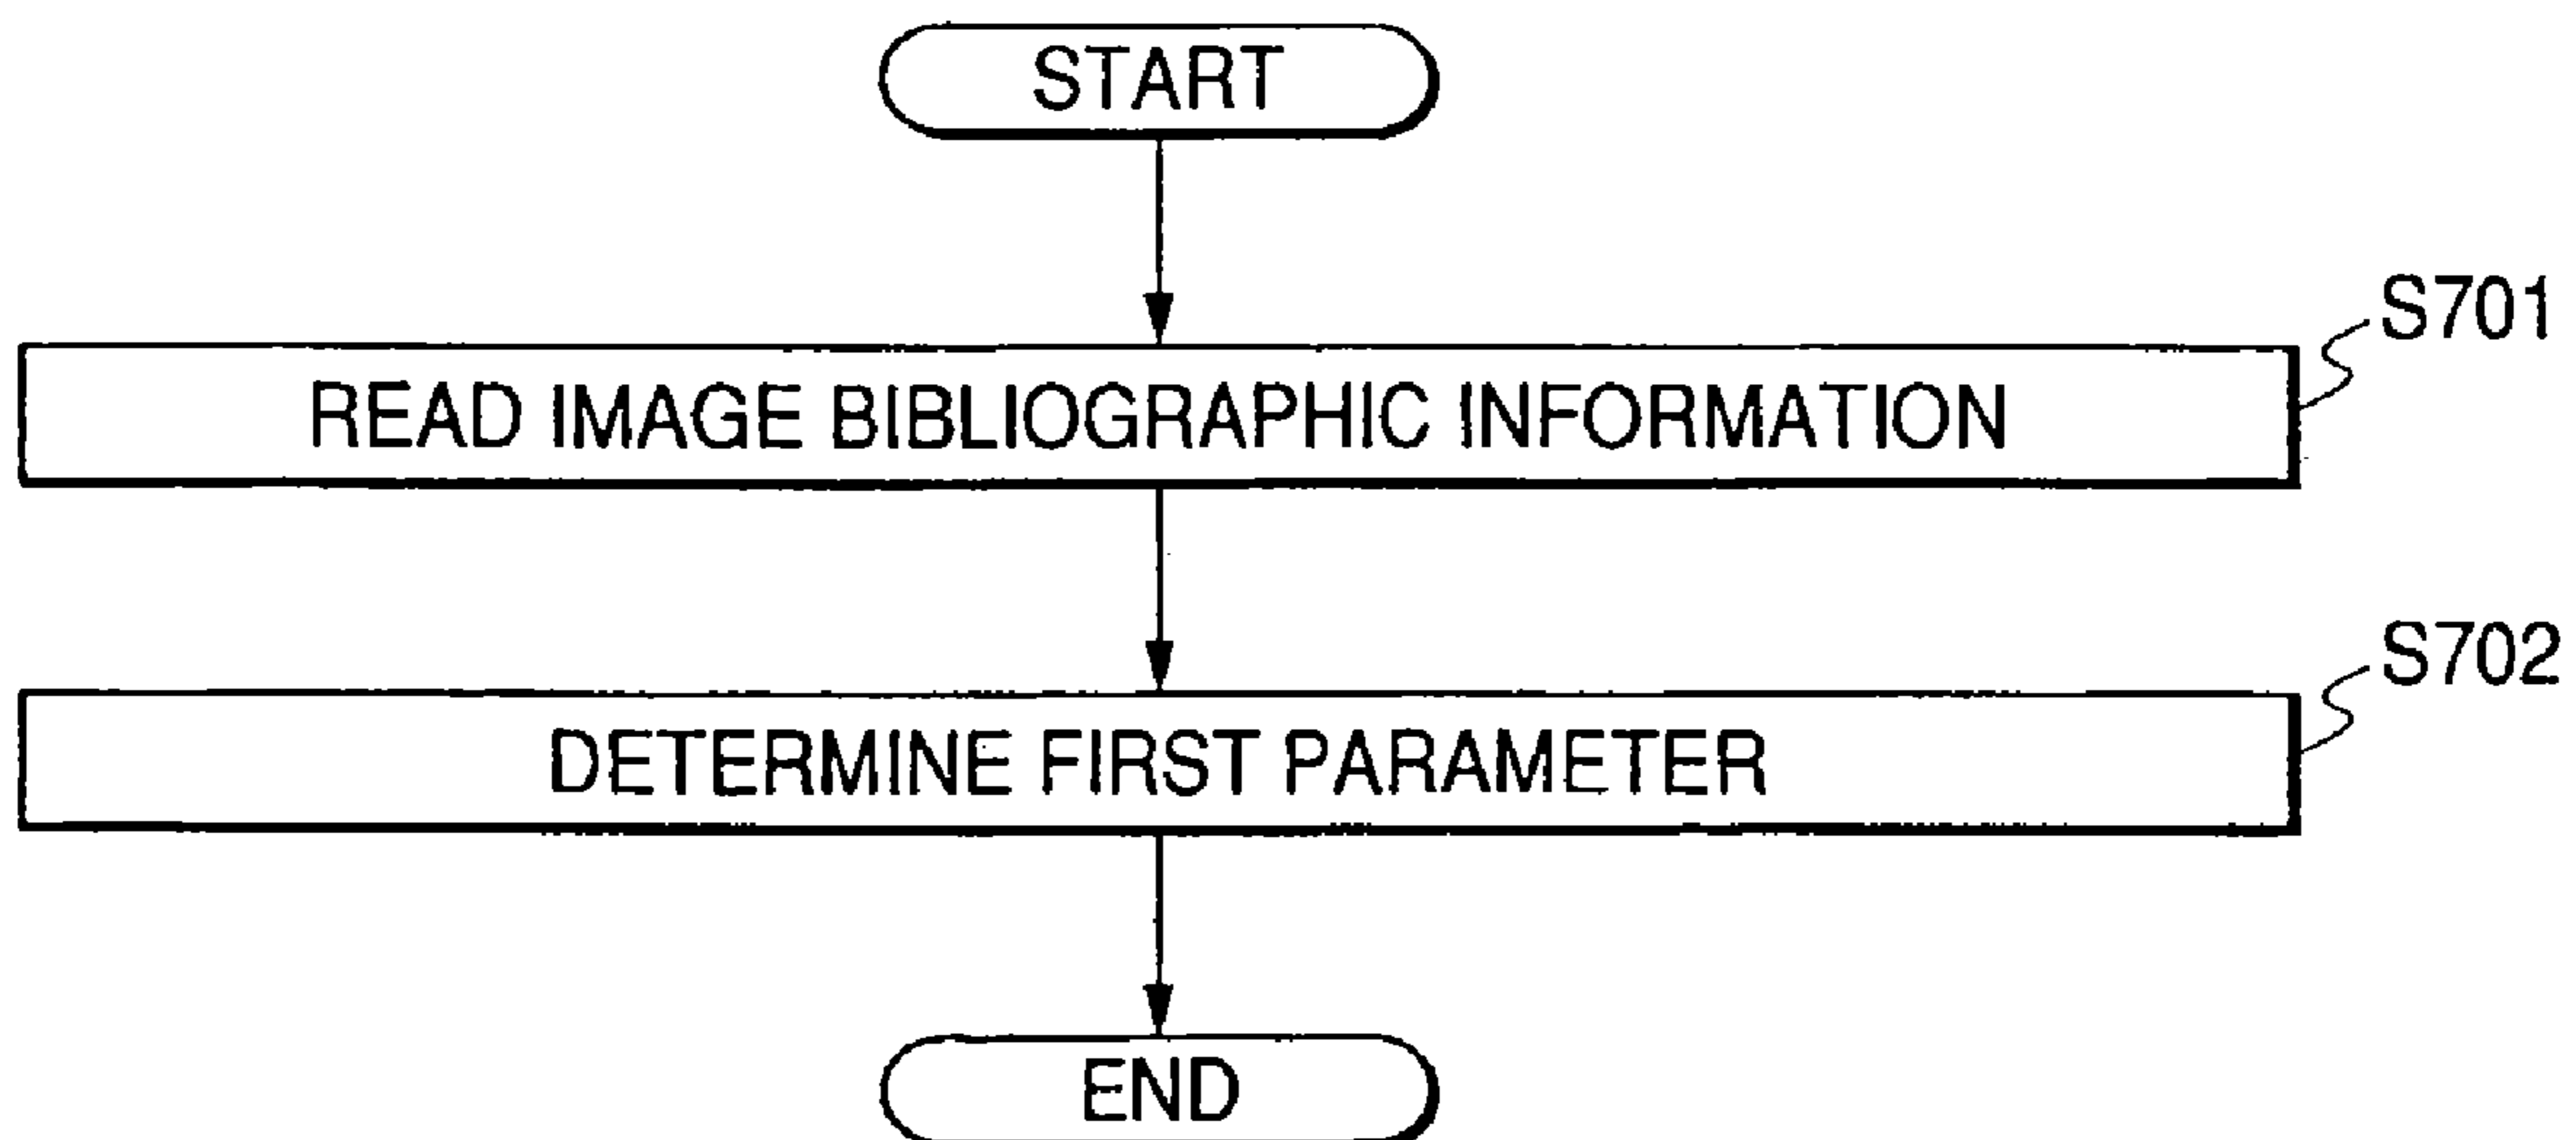 START
S701
READ IMAGE BIBLIOGRAPHIC INFORMATION
S702
DETERMINE FIRST PARAMETER
END